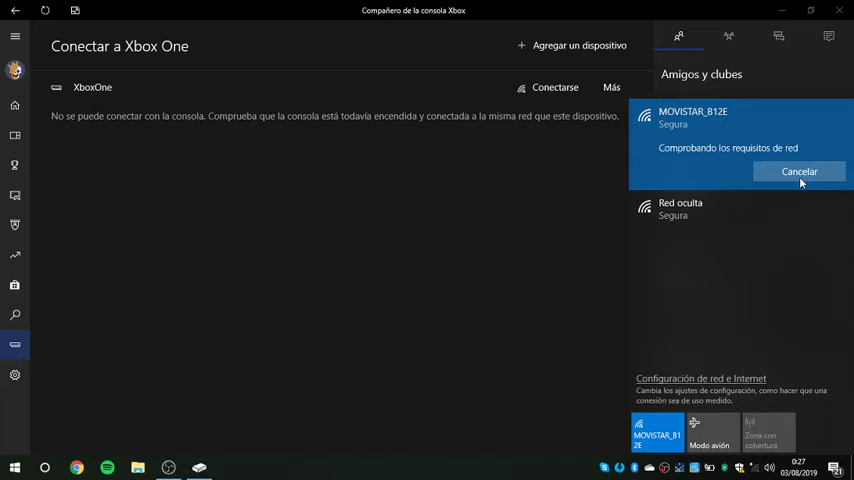 Compañero de la consola Xbox
Conectar a Xbox One
Agregar un dispositivo
XboxOne
Conectarse
Más
No se puede conectar con la consola. Comprueba que la consola está todavía encendida y conectada a la misma red que este dispositivo.
Amigos y clubes
MOVISTAR_B12E
Segura
Comprobando los requisitos de red
Cancelar
Red oculta
Segura
Configuración de red e Internet
Cambia los ajustes de configuración, como hacer que una
conexión sea de uso medido.
MOVISTAR_B1
2E
Modo avión
Zona con
cobertura
0:27
03/08/2019
21